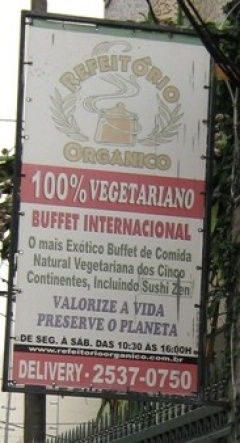 REFEITÓRIO
ORGÂNICO
100% VEGETARIANO
BUFFET INTERNACIONAL
O mais Exótico Buffet de Comida
Natural Vegetariana dos Cinco
Continentes, Incluindo Sushi Zen
VALORIZE A VIDA
PRESERVE O PLANETA
DE SEG. A SÁB. DAS 10:30 ÀS 16:00H
www.refeitorioorganico.com.br
DELIVERY · 2537-0750